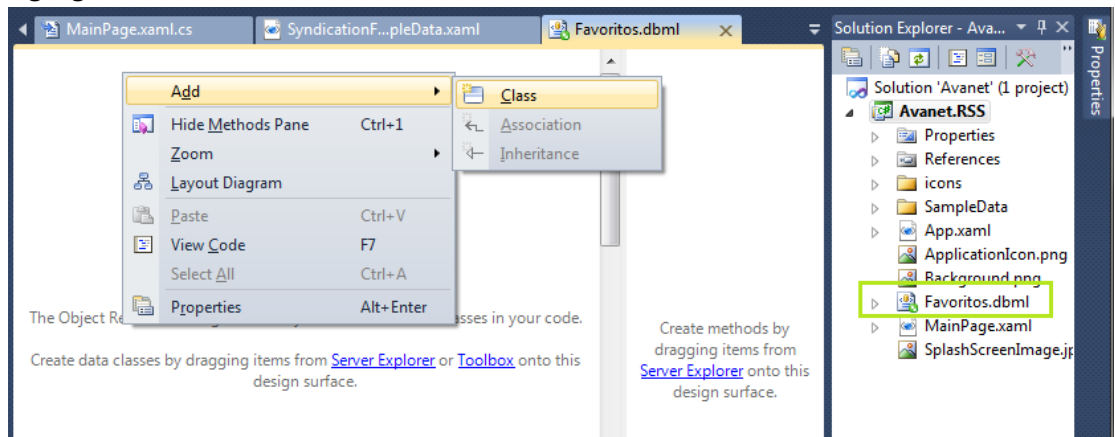 MainPage.xaml.cs
SyndicationF...pleData.xaml
Favoritos.dbml
Add
Class
Hide Methods Pane Ctrl+1
Association
Zoom
Inheritance
Layout Diagram
Paste Ctrl+V
View Code F7
Select All Ctrl+A
Properties Alt+Enter
The Object Re
asses in your code.
Create data classes by dragging items from Server Explorer or Toolbox onto this
design surface.
Create methods by
dragging items from
Server Explorer onto this
design surface.
Solution Explorer - Ava...
Solution 'Avanet' (1 project)
Avanet.RSS
Properties
References
icons
SampleData
App.xaml
ApplicationIcon.png
Background.png
Favoritos.dbml
MainPage.xaml
SplashScreenImage.jp
Properties